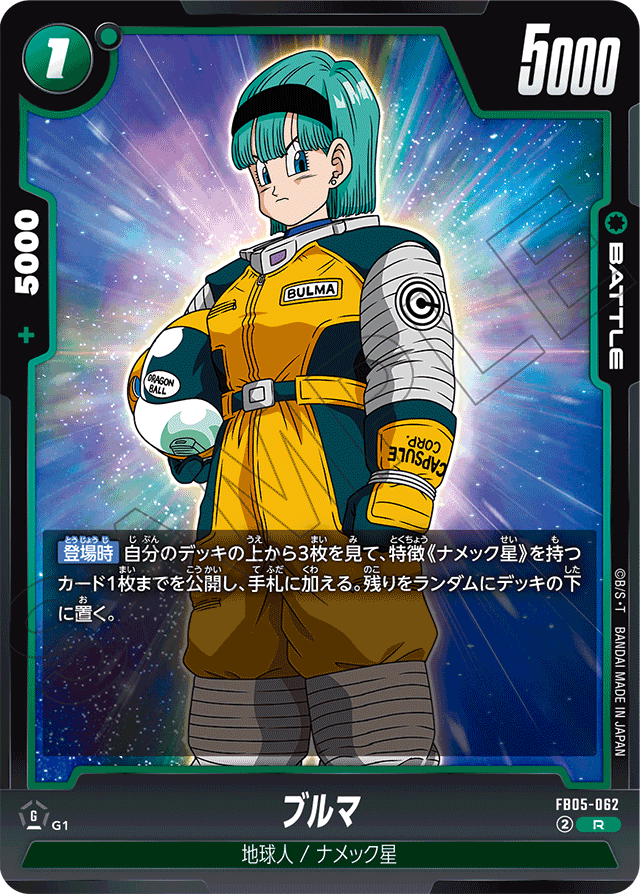 1
5000
+ 5000
BATTLE
BULMA
DRAGON
BALL
CAPSULE
CORP.
SAMPLE
登場時 自分のデッキの上から3枚を見て、特徴《ナメック星》を持つ
カード1枚までを公開し、手札に加える。残りをランダムにデッキの下
に置く。
©B/S・T BANDAI MADE IN JAPAN
ブルマ
FB05-062
G
G1
② R
地球人 / ナメック星